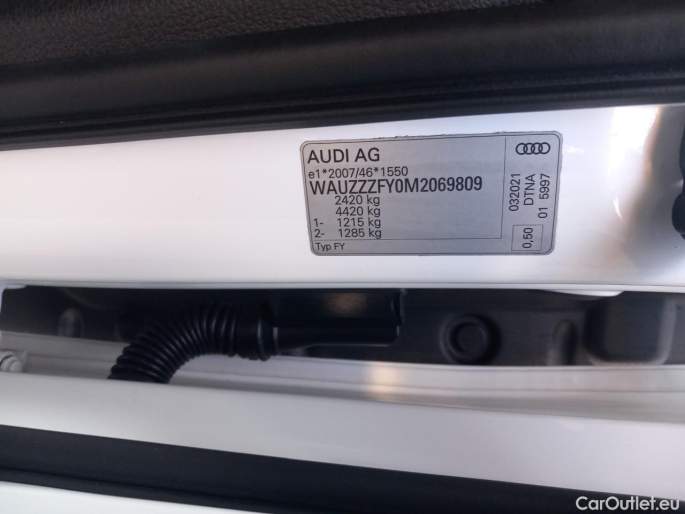 AUDI AG
e1*2007/46*1550
WAUZZZFY0M2069809
2420 kg
4420 kg
1- 1215 kg
2- 1285 kg
Typ FY
032021
DTNA
01 5997
0,50
CarOutlet.eu